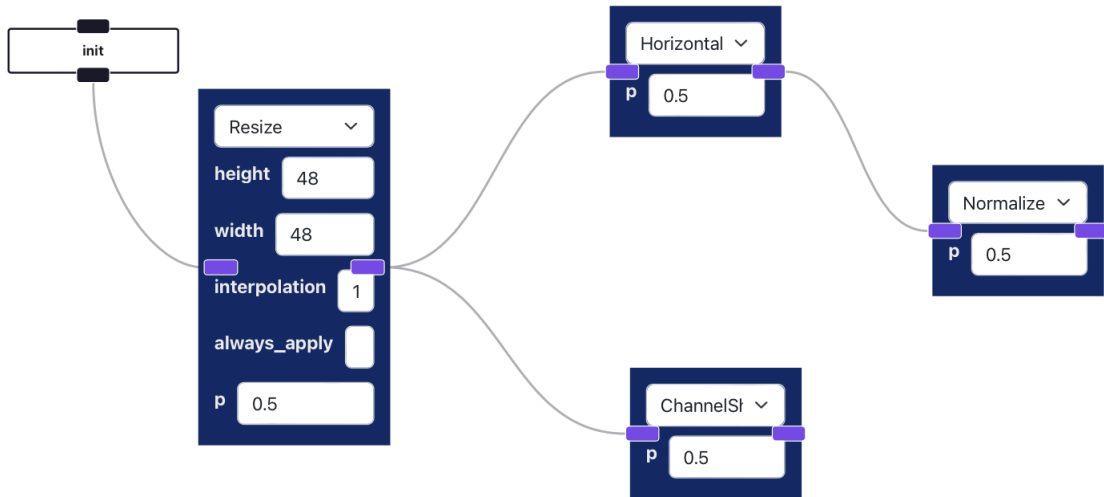 init
Resize
height 48
width 48
interpolation 1
always_apply
p 0.5
Horizontal
p 0.5
Normalize
p 0.5
ChannelSh
p 0.5